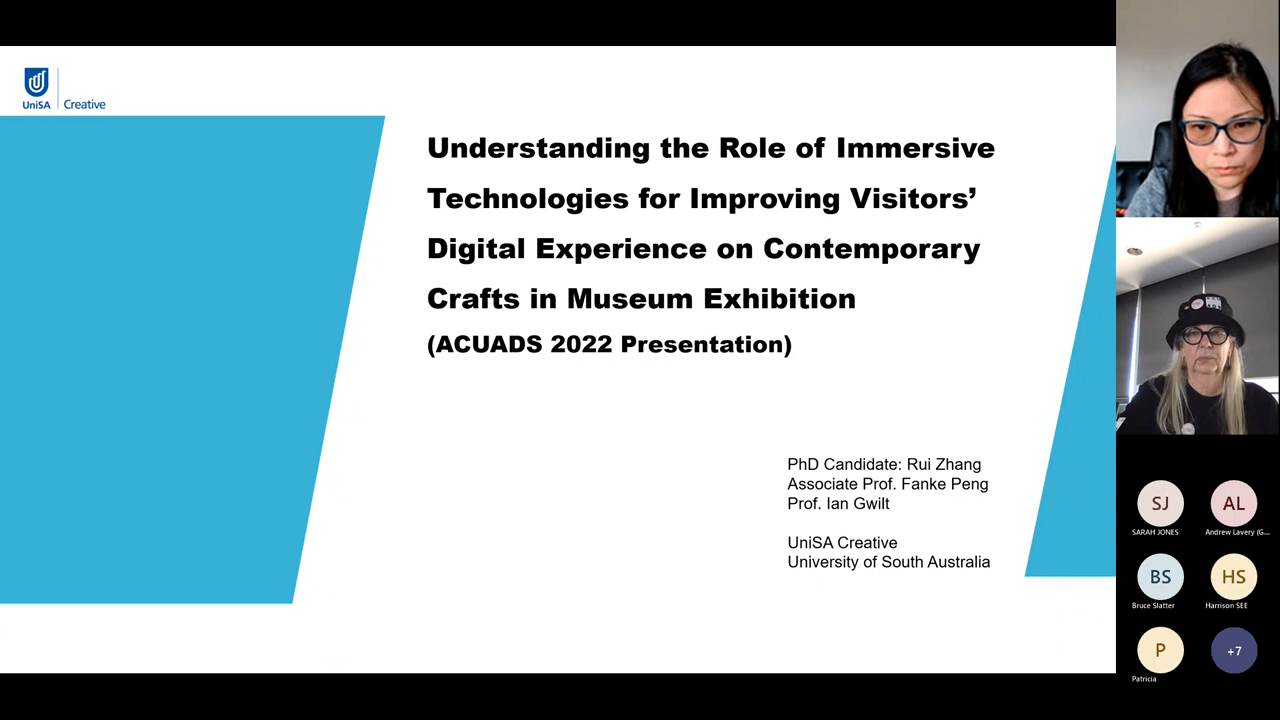 UniSA
Creative
Understanding the Role of Immersive
Technologies for Improving Visitors’
Digital Experience on Contemporary
Crafts in Museum Exhibition
(ACUADS 2022 Presentation)
PhD Candidate: Rui Zhang
Associate Prof. Fanke Peng
Prof. Ian Gwilt
UniSA Creative
University of South Australia
SJ
SARAH JONES
AL
Andrew Lavery (G...
BS
Bruce Slatter
HS
Harrison SEE
P
Patricia
+7